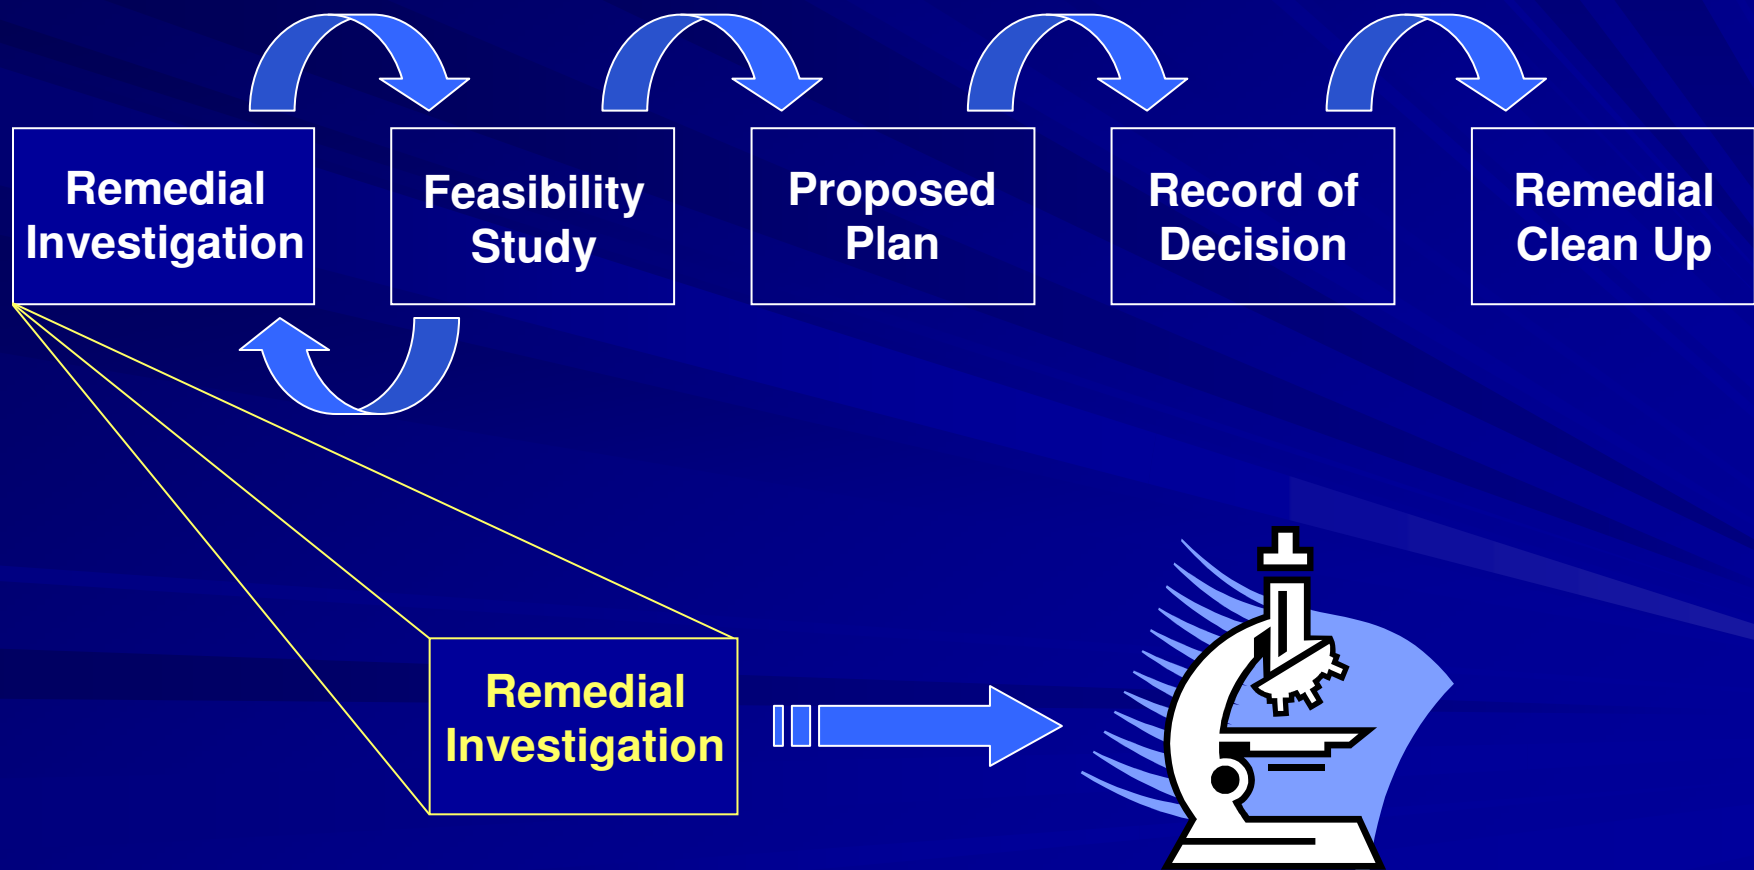 Remedial
Investigation
Feasibility
Study
Proposed
Plan
Record of
Decision
Remedial
Clean Up
Remedial
Investigation